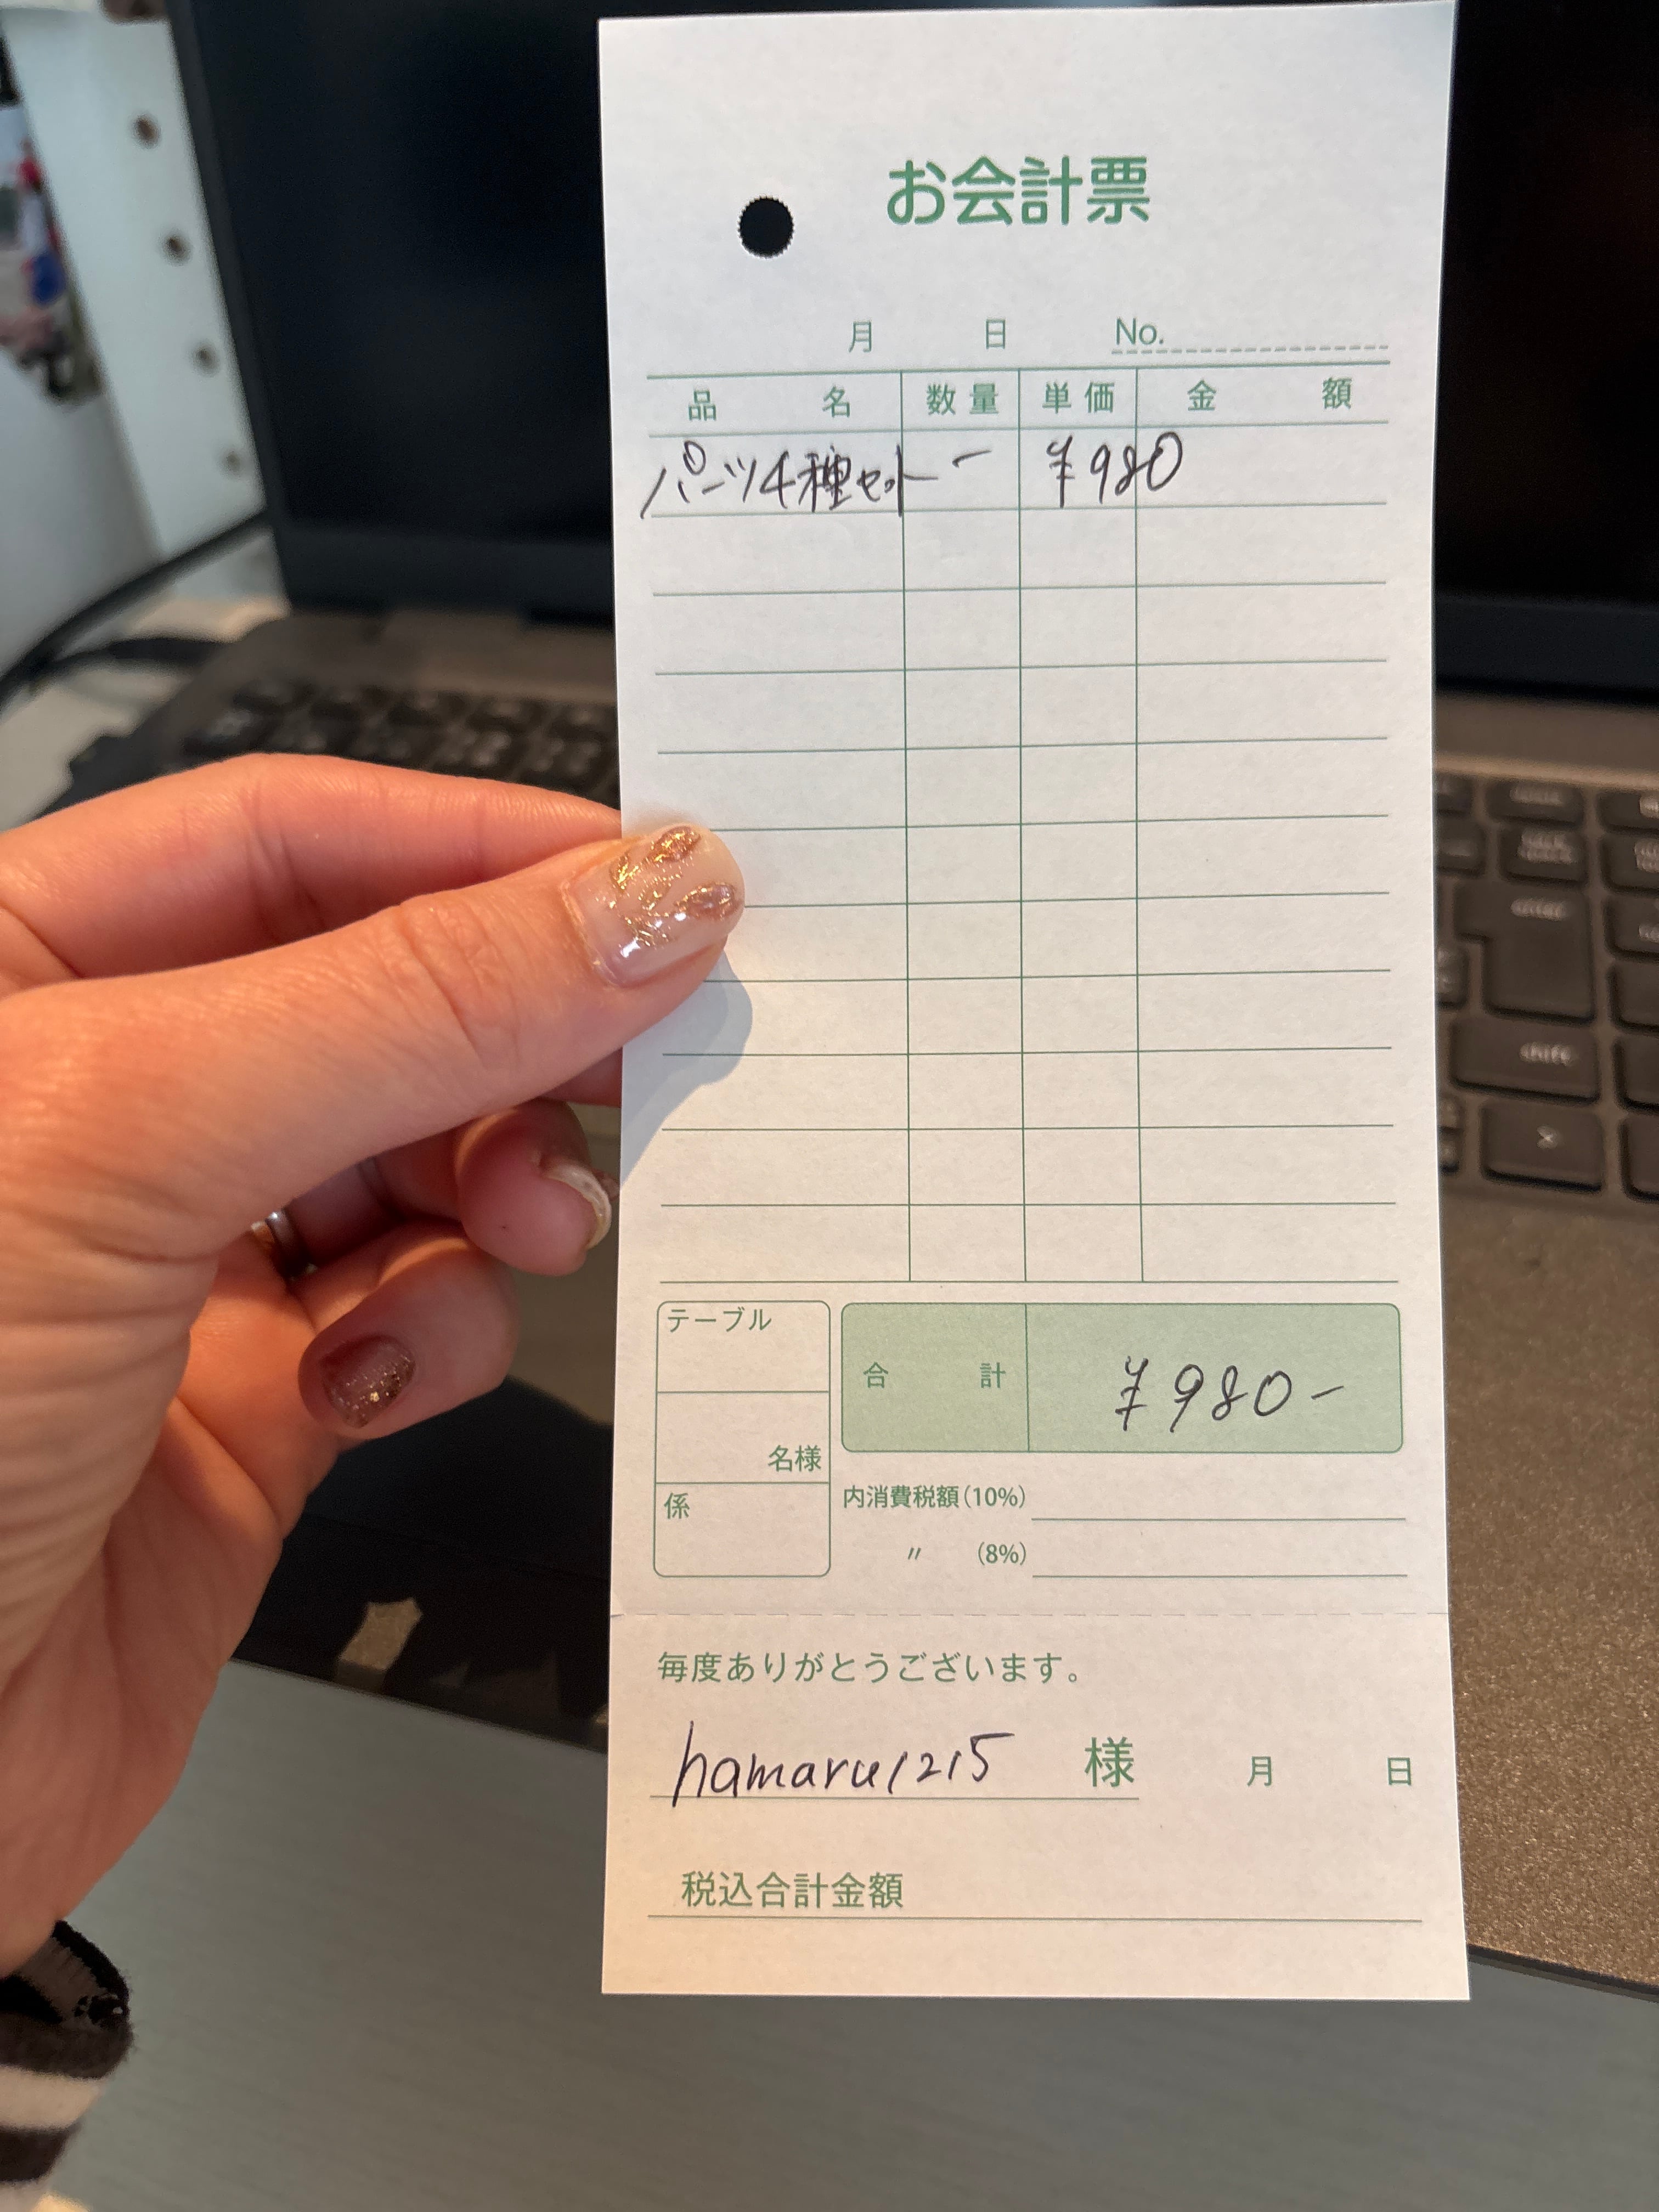 お会計票
月 日 No.
品名 数量 単価 金額
パーツ4種セット 一 ¥980
テーブル
合計 ¥980-
名様
係
内消費税額(10%)
〃 (8%)
毎度ありがとうございます。
hamaru1215 様 月 日
税込合計金額
enter
shift